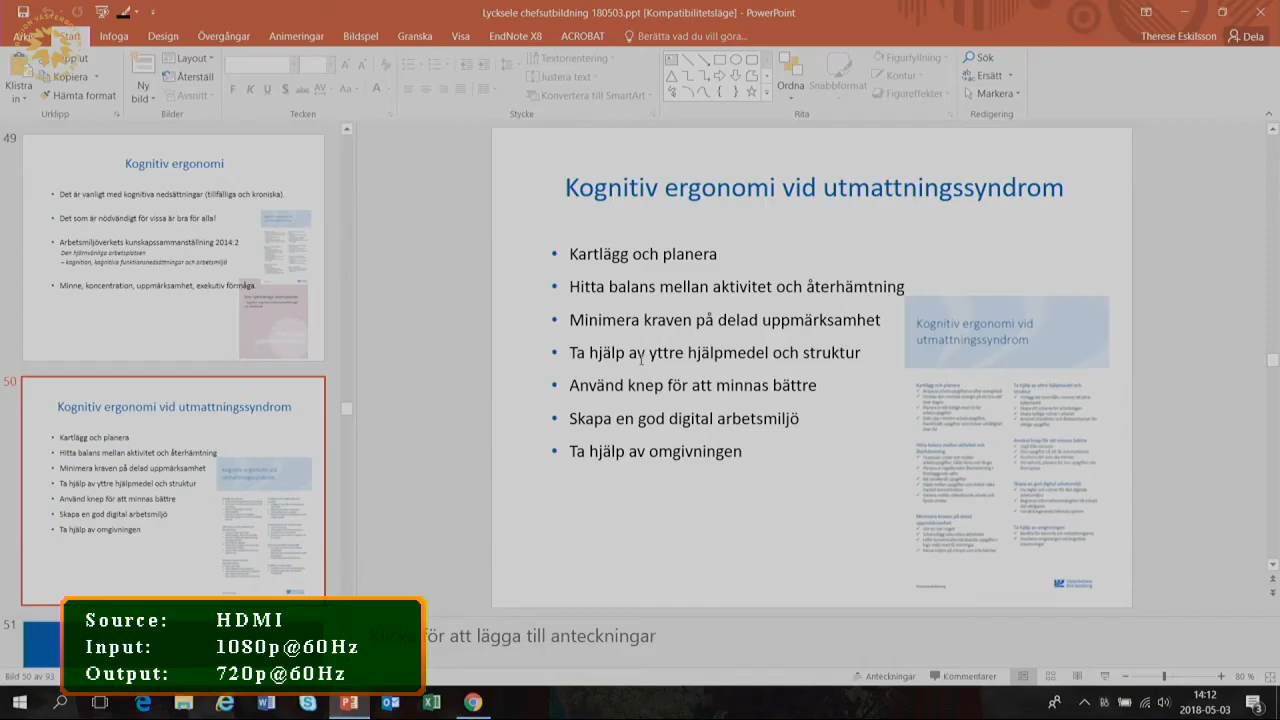 Lycksele chefsutbildning 180503.ppt [Kompatibilitetsläge] - PowerPoint
Arkiv Start Infoga Design Övergångar Animeringar Bildspel Granska Visa EndNote X8 ACROBAT Berätta vad du vill göra... Therese Eskilsson Dela
Klistra in
Kopiera
Hämta format
Urklipp
Ny bild
Layout
Återställ
Avsnitt
Bilder
Tecken
Textorientering
Justera text
Konvertera till SmartArt
Stycke
Ordna
Snabbformat
Figurfyllning
Kontur
Figureffekter
Rita
Sök
Ersätt
Markera
Redigering
49
Kognitiv ergonomi
• Det är vanligt med kognitiva nedsättningar (tillfälliga och kroniska).
• Det som är nödvändigt för vissa är bra för alla!
• Arbetsmiljöverkets kunskapssammanställning 2014:2
Den hjärnvänliga arbetsplatsen
– kognition, kognitiva funktionsnedsättningar och arbetsmiljö
• Minne, koncentration, uppmärksamhet, exekutiv förmåga.
50
Kognitiv ergonomi vid utmattningssyndrom
• Kartlägg och planera
• Hitta balans mellan aktivitet och återhämtning
• Minimera kraven på delad uppmärksamhet
• Ta hjälp av yttre hjälpmedel och struktur
• Använd knep för att minnas bättre
• Skapa en god digital arbetsmiljö
• Ta hjälp av omgivningen
51
Kognitiv ergonomi vid utmattningssyndrom
• Kartlägg och planera
• Hitta balans mellan aktivitet och återhämtning
• Minimera kraven på delad uppmärksamhet
• Ta hjälp av yttre hjälpmedel och struktur
• Använd knep för att minnas bättre
• Skapa en god digital arbetsmiljö
• Ta hjälp av omgivningen
Kognitiv ergonomi vid
utmattningssyndrom
Klicka för att lägga till anteckningar
Source: HDMI
Input: 1080p@60Hz
Output: 720p@60Hz
Bild 50 av 93 Anteckningar Kommentarer 80 %
14:12
2018-05-03